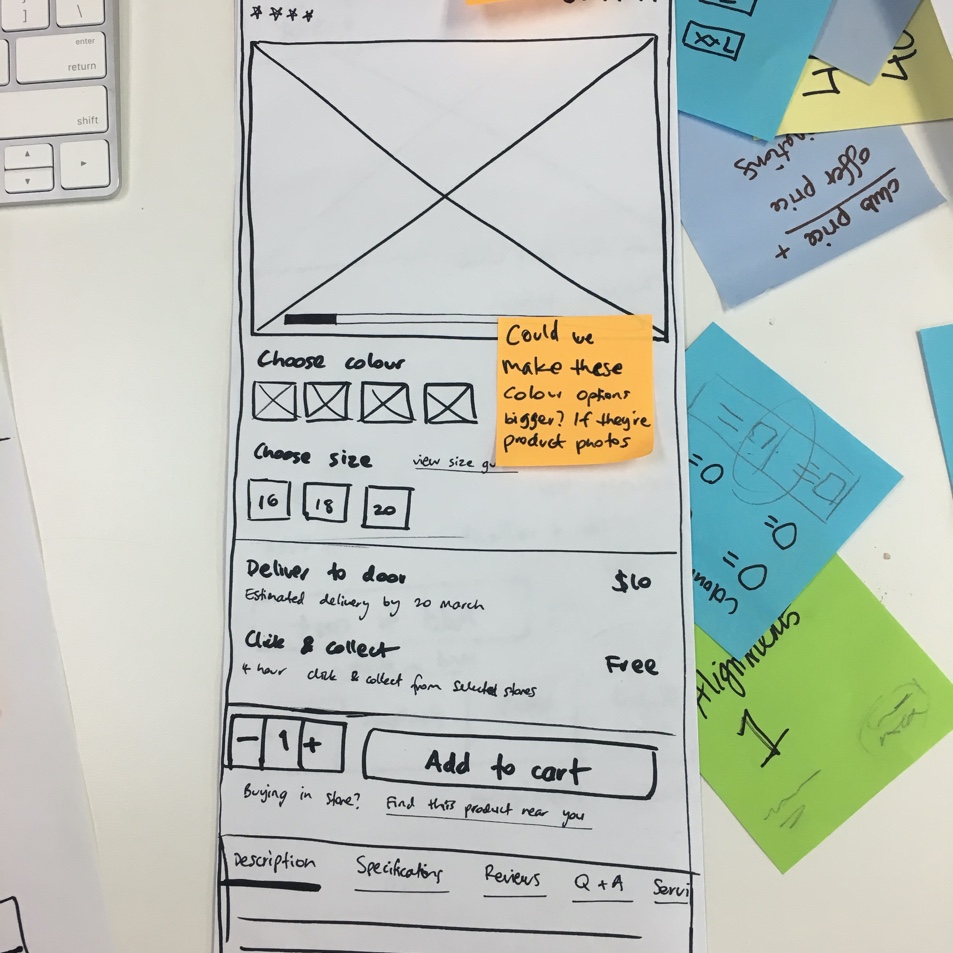 enter
return
shift
7xx
club price +
offer price
Choose colour
Could we
make these
Colour options
bigger? If they're
product photos
Choose size
view size gu
16 18 20
Deliver to door
$10
Estimated delivery by 20 March
Click & collect
Free
4 hour click & collect from selected stores
- 1 +
Add to cart
Buying in store? Find this product near you
Description Specifications Reviews Q + A Servi
Alignments
1